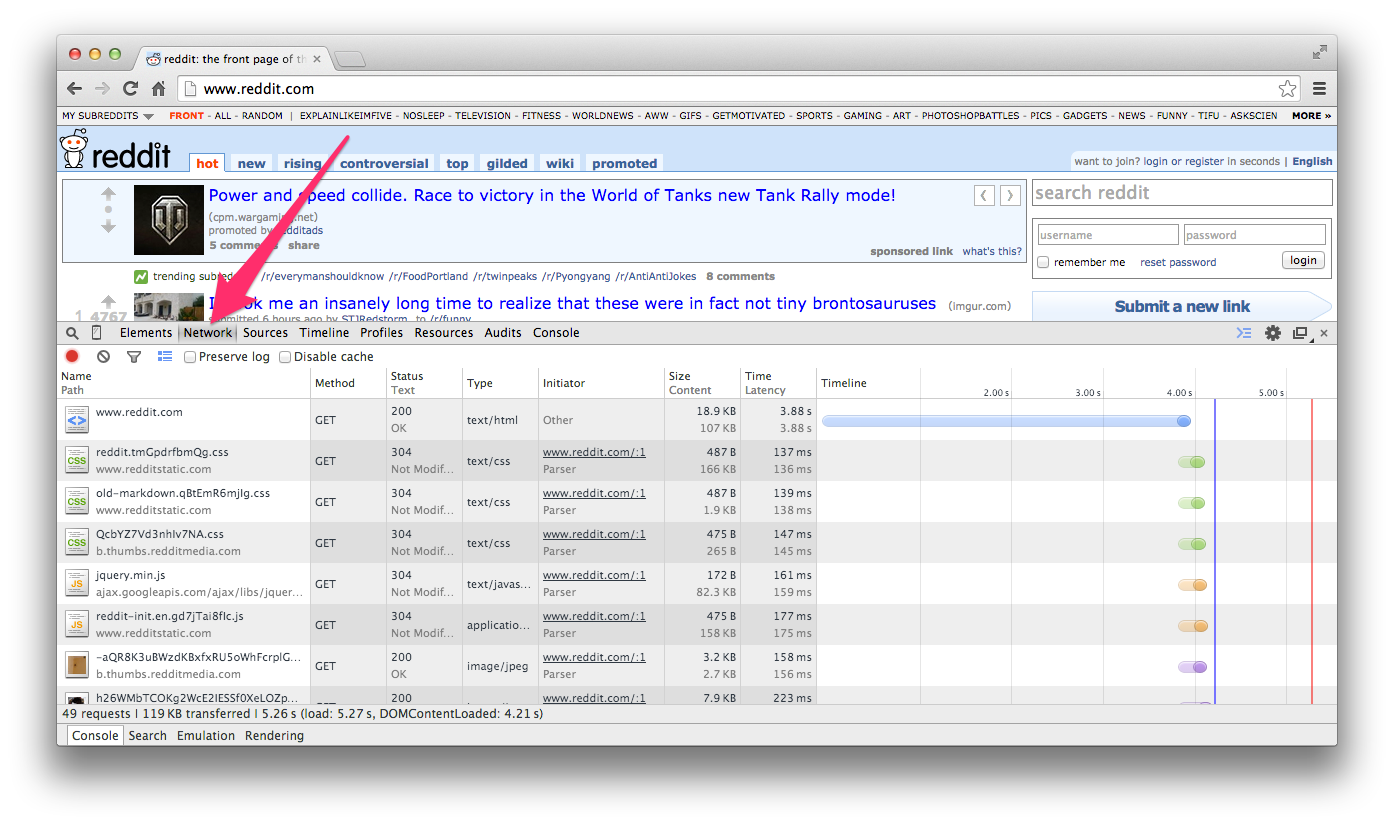 reddit: the front page of th
www.reddit.com
MY SUBREDDITS FRONT - ALL - RANDOM | EXPLAINLIKEIMFIVE - NOSLEEP - TELEVISION - FITNESS - WORLDNEWS - AWW - GIFS - GETMOTIVATED - SPORTS - GAMING - ART - PHOTOSHOPBATTLES - PICS - GADGETS - NEWS - FUNNY - TIFU - ASKSCIEN MORE »
reddit hot new rising controversial top gilded wiki promoted
want to join? login or register in seconds | English
Power and speed collide. Race to victory in the World of Tanks new Tank Rally mode!
(cpm.wargaming.net)
promoted by redditads
5 comments share
sponsored link what's this?
search reddit
username password
remember me reset password login
trending subreddits /r/everymanshouldknow /r/FoodPortland /r/twinpeaks /r/Pyongyang /r/AntiAntiJokes 8 comments
1 4767
It took me an insanely long time to realize that these were in fact not tiny brontosauruses (imgur.com)
submitted 6 hours ago by STJRedstorm to /r/funny
Submit a new link
Elements Network Sources Timeline Profiles Resources Audits Console
Preserve log Disable cache
Name Method Status Type Initiator Size Time Timeline
Path Text Content Latency 2.00 s 3.00 s 4.00 s 5.00 s
www.reddit.com GET 200 text/html Other 18.9 KB 3.88 s
OK 107 KB 3.88 s
reddit.tmGpdrfbmQg.css GET 304 text/css www.reddit.com/:1 487 B 137 ms
CSS www.redditstatic.com Not Modif... Parser 166 KB 136 ms
old-markdown.qBtEmR6mjIg.css GET 304 text/css www.reddit.com/:1 487 B 139 ms
CSS www.redditstatic.com Not Modif... Parser 1.9 KB 138 ms
QcbYZ7Vd3nhIv7NA.css GET 304 text/css www.reddit.com/:1 475 B 147 ms
CSS b.thumbs.redditmedia.com Not Modif... Parser 265 B 145 ms
jquery.min.js GET 304 text/javas... www.reddit.com/:1 172 B 161 ms
JS ajax.googleapis.com/ajax/libs/jquer... Not Modif... Parser 82.3 KB 159 ms
reddit-init.en.gd7jTai8flc.js GET 304 applicatio... www.reddit.com/:1 475 B 177 ms
JS www.redditstatic.com Not Modif... Parser 158 KB 175 ms
-aQR8K3uBWzdKBxfxRU5oWhFcrplG... GET 200 image/jpeg www.reddit.com/:1 3.2 KB 158 ms
b.thumbs.redditmedia.com OK Parser 2.7 KB 156 ms
h26WMbTCOKg2WcE2IESSf0XeLOZp... 200 www.reddit.com/:1 7.9 KB 223 ms
49 requests | 119 KB transferred | 5.26 s (load: 5.27 s, DOMContentLoaded: 4.21 s)
Console Search Emulation Rendering